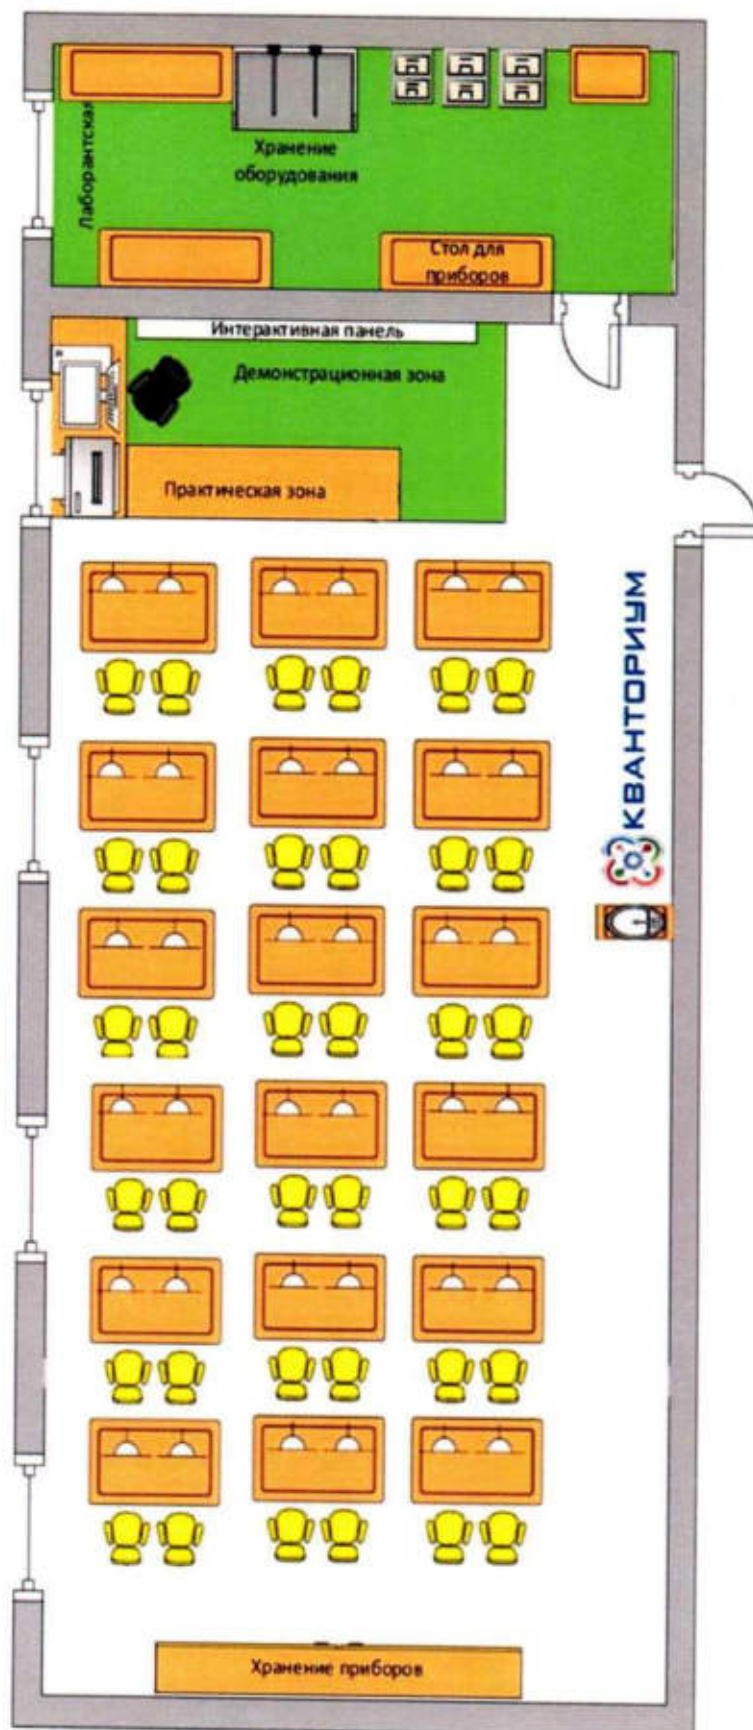 Лаборантская
Хранение
оборудования
Стол для
приборов
Интерактивная панель
Демонстрационная зона
Практическая зона
КВАНТОРИУМ
Хранение приборов